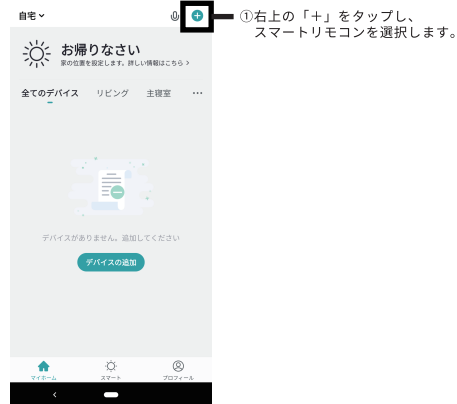 自宅
①右上の「＋」をタップし、
スマートリモコンを選択します。
お帰りなさい
家の位置を設定します。詳しい情報はこちら >
全てのデバイス リビング 主寝室 …
デバイスがありません。追加してください
デバイスの追加
マイホーム スマート プロフィール